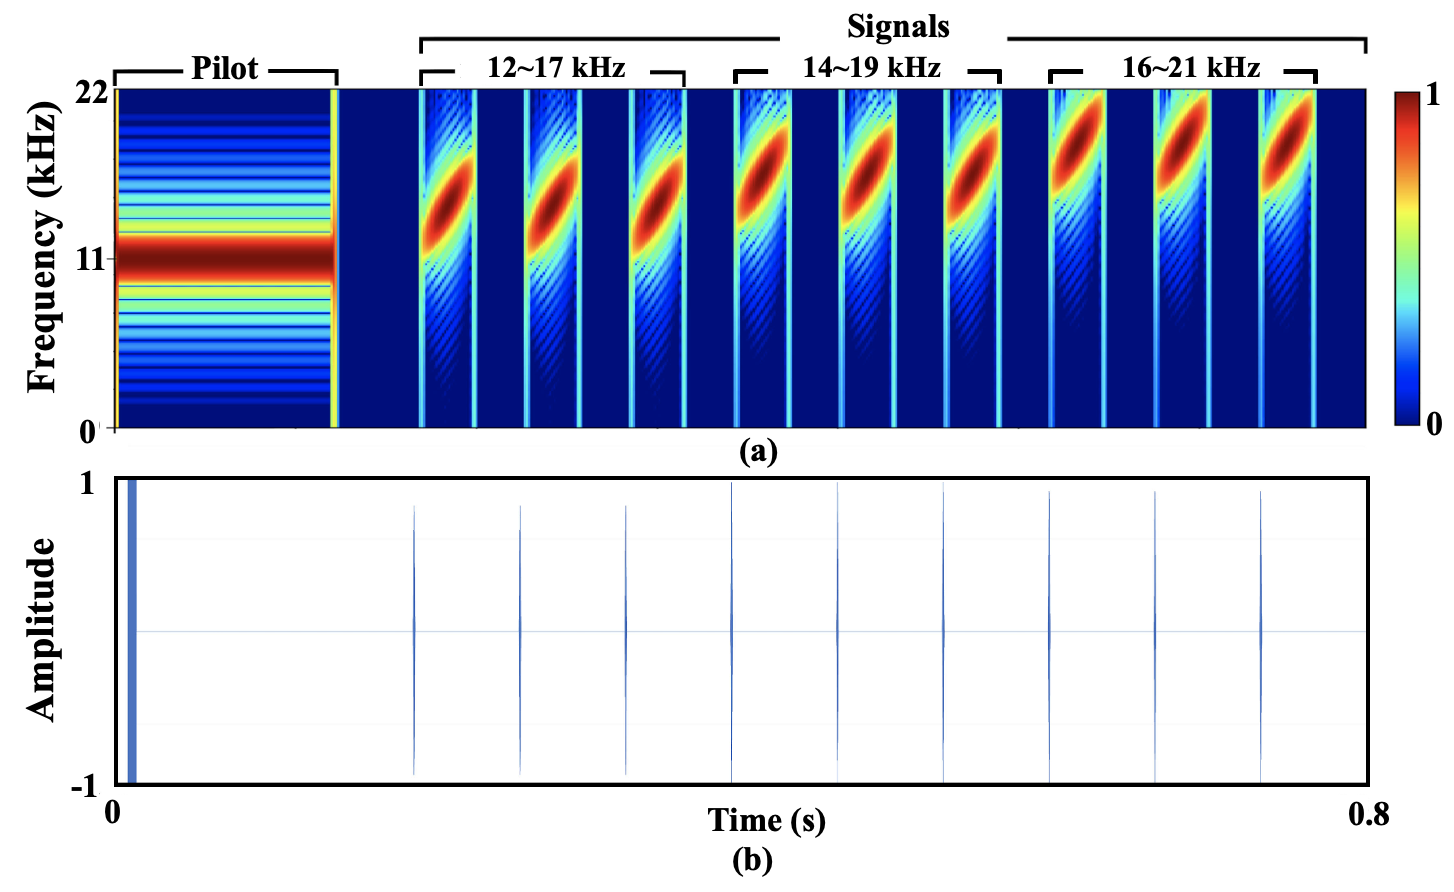 Signals
Pilot
12~17 kHz
14~19 kHz
16~21 kHz
22
11
0
Frequency (kHz)
1
0
(a)
1
-1
Amplitude
0
Time (s)
0.8
(b)